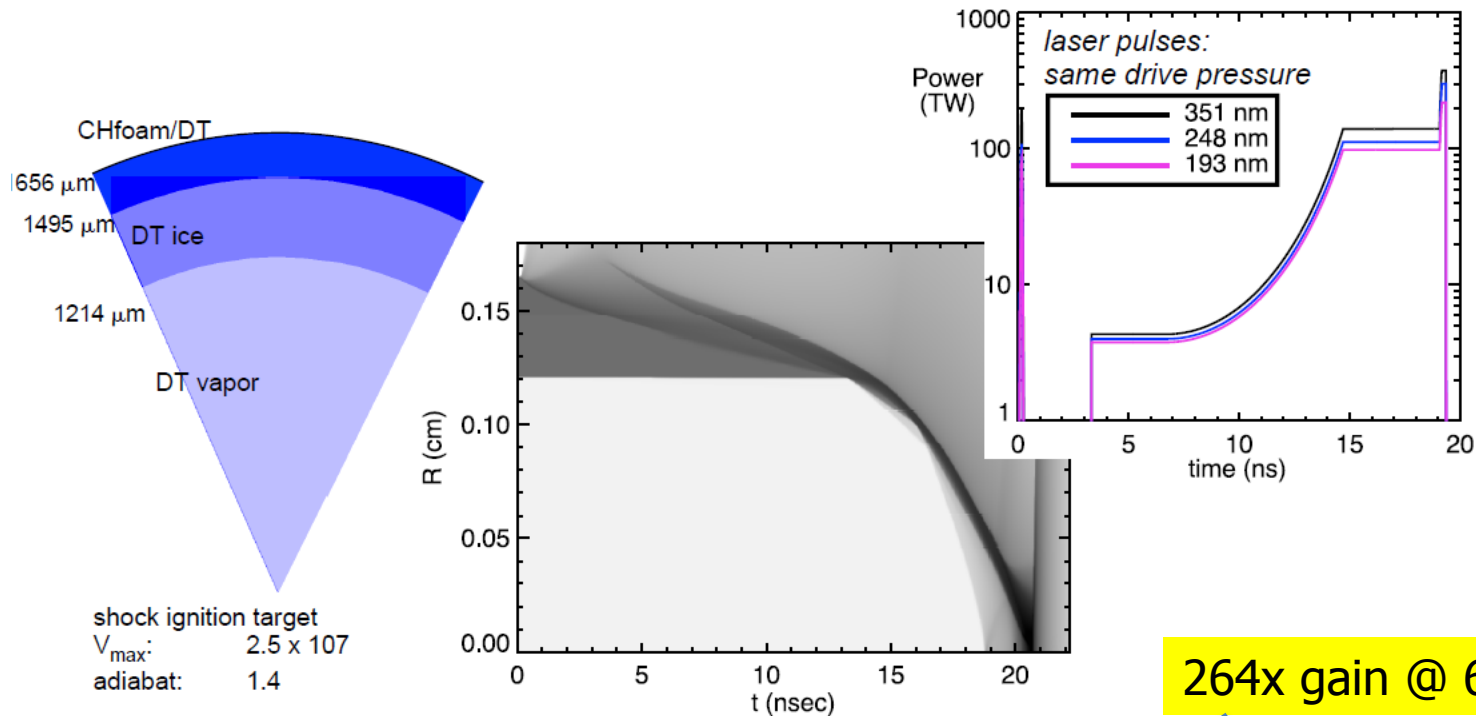 CHfoam/DT
1656 μm
1495 μm
DT ice
1214 μm
DT vapor
shock ignition target
Vmax: 2.5 x 107
adiabat: 1.4
0.15
0.10
0.05
0.00
R (cm)
0 5 10 15 20
t (nsec)
Power
(TW)
1000
100
10
1
laser pulses:
same drive pressure
351 nm
248 nm
193 nm
0 5 10 15 20
time (ns)
264x gain @